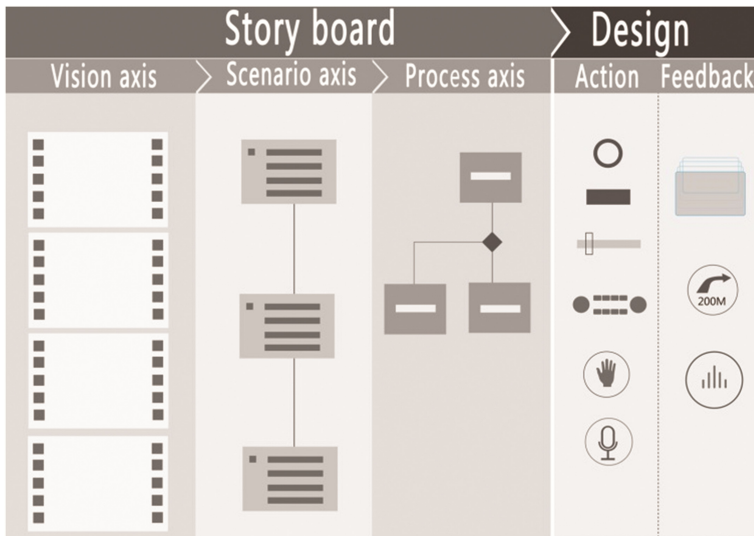 Story board
Design
Vision axis
Scenario axis
Process axis
Action
Feedback
200M